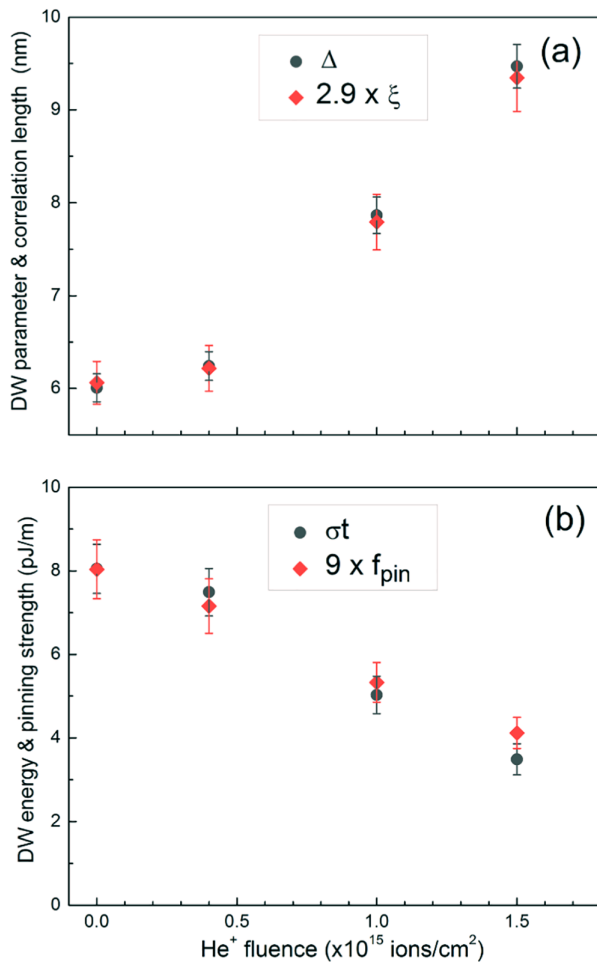 10
(a)
Δ
2.9 x ξ
9
8
7
6
DW parameter & correlation length (nm)
10
(b)
σt
9 x f_pin
8
6
4
2
0
DW energy & pinning strength (pJ/m)
0.0 0.5 1.0 1.5
He⁺ fluence (x10¹⁵ ions/cm²)